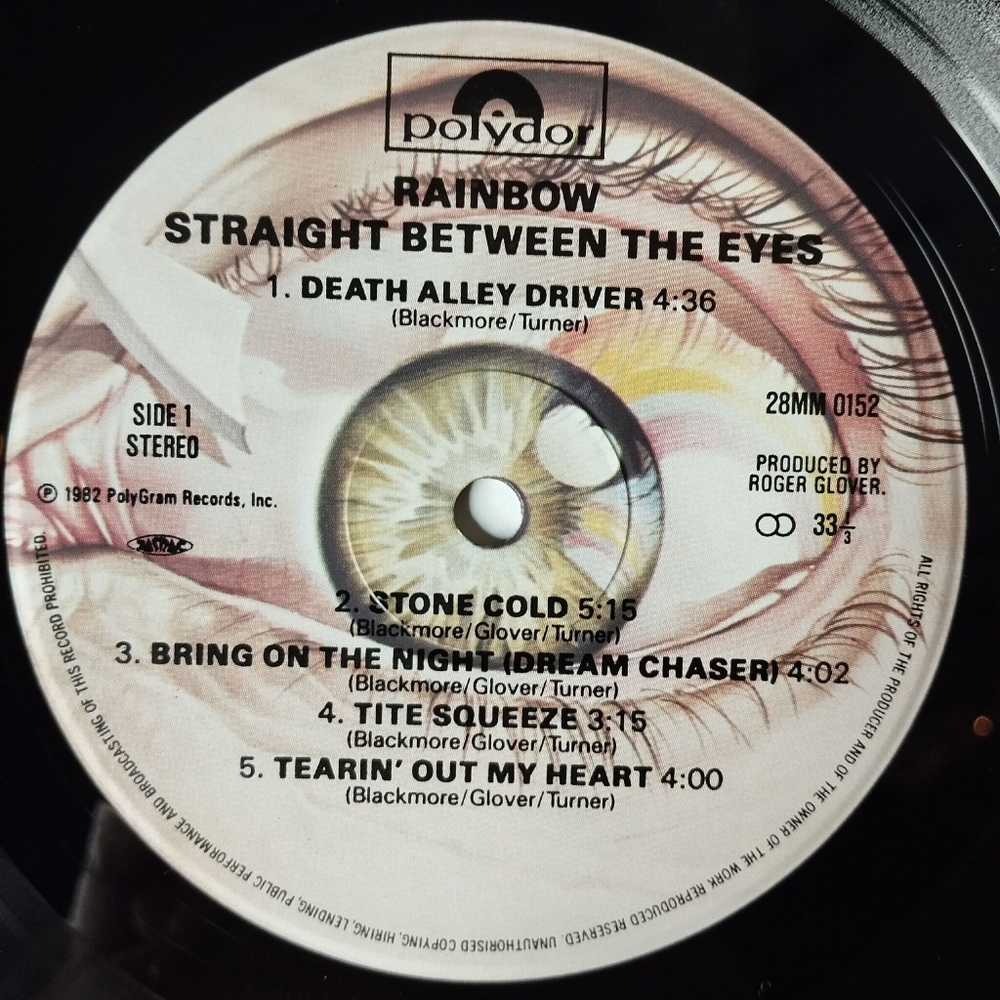 polydor
RAINBOW
STRAIGHT BETWEEN THE EYES
1. DEATH ALLEY DRIVER 4:36
(Blackmore/Turner)
SIDE 1
STEREO
28MM 0152
PRODUCED BY
ROGER GLOVER.
℗ 1982 PolyGram Records, Inc.
33⅓
2. STONE COLD 5:15
(Blackmore/Glover/Turner)
3. BRING ON THE NIGHT (DREAM CHASER) 4:02
(Blackmore/Glover/Turner)
4. TITE SQUEEZE 3:15
(Blackmore/Glover/Turner)
5. TEARIN' OUT MY HEART 4:00
(Blackmore/Glover/Turner)
ALL RIGHTS OF THE PRODUCER AND OF THE OWNER OF THE WORK REPRODUCED RESERVED. UNAUTHORISED COPYING, HIRING, LENDING, PUBLIC PERFORMANCE AND BROADCASTING OF THIS RECORD PROHIBITED.